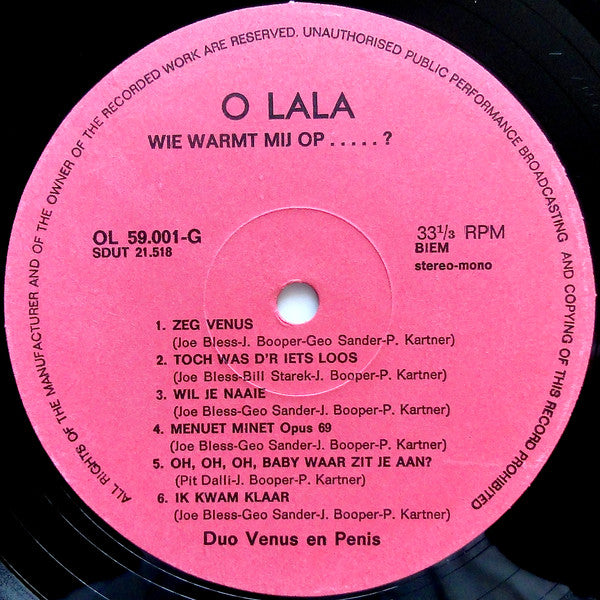 ALL RIGHTS OF THE MANUFACTURER AND OF THE OWNER OF THE RECORDED WORK ARE RESERVED. UNAUTHORISED PUBLIC PERFORMANCE BROADCASTING AND COPYING OF THIS RECORD PROHIBITED
O LALA
WIE WARMT MIJ OP.....?
OL 59.001-G
SDUT 21.518
33⅓ RPM
BIEM
stereo-mono
1. ZEG VENUS
(Joe Bless-J. Booper-Geo Sander-P. Kartner)
2. TOCH WAS D'R IETS LOOS
(Joe Bless-Bill Starek-J. Booper-P. Kartner)
3. WIL JE NAAIE
(Joe Bless-Geo Sander-J. Booper-P. Kartner)
4. MENUET MINET Opus 69
(Joe Bless-Geo Sander-J. Booper-P. Kartner)
5. OH, OH, OH, BABY WAAR ZIT JE AAN?
(Pit Dalli-J. Booper-P. Kartner)
6. IK KWAM KLAAR
(Joe Bless-Geo Sander-J. Booper-P. Kartner)
Duo Venus en Penis